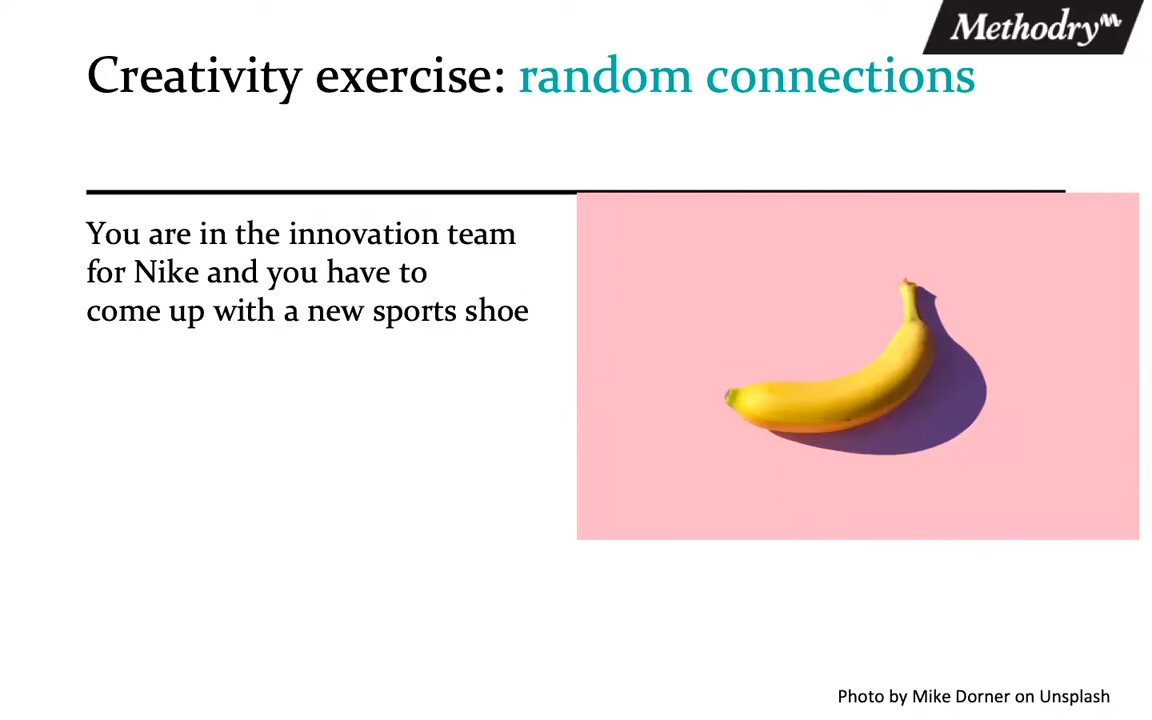 Methodry
Creativity exercise: random connections
You are in the innovation team
for Nike and you have to
come up with a new sports shoe
Photo by Mike Dorner on Unsplash